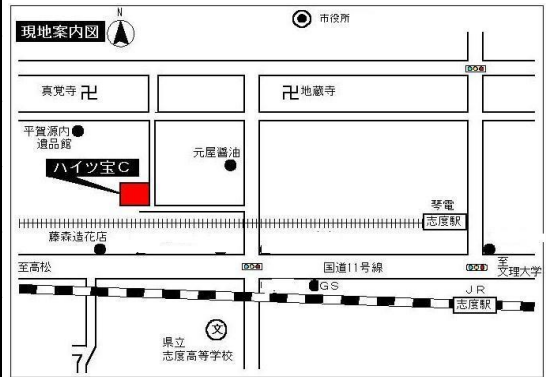 N
現地案内図
市役所
真覚寺
地蔵寺
平賀源内
遺品館
元屋醤油
ハイツ宝C
琴電
志度駅
藤森造花店
至高松
国道11号線
至
文理大学
GS
JR
志度駅
文
県立
志度高等学校